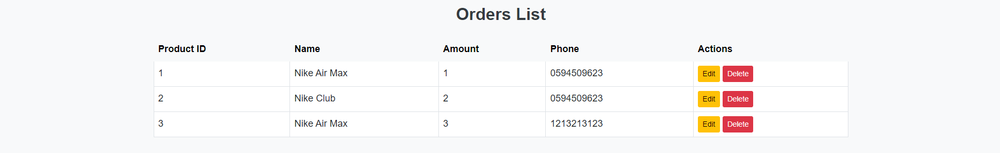 Orders List
Product ID Name Amount Phone Actions
1 Nike Air Max 1 0594509623 Edit Delete
2 Nike Club 2 0594509623 Edit Delete
3 Nike Air Max 3 1213213123 Edit Delete